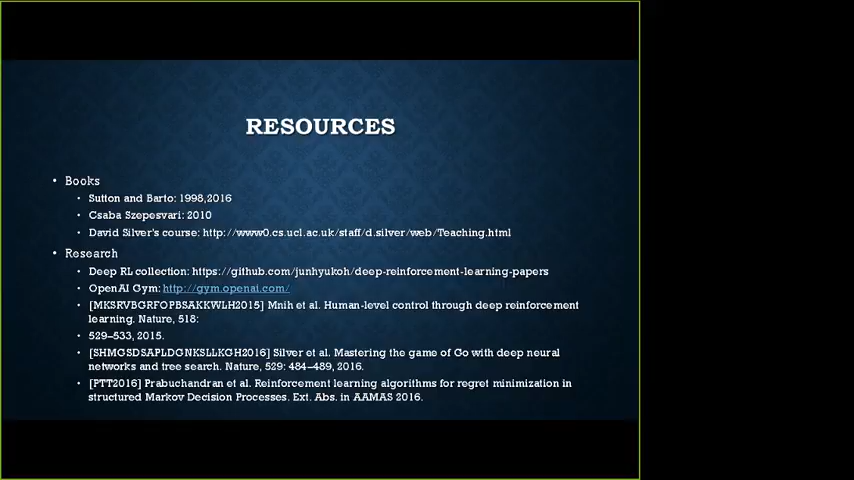 RESOURCES
• Books
• Sutton and Barto: 1998,2016
• Csaba Szepesvari: 2010
• David Silver's course: http://www0.cs.ucl.ac.uk/staff/d.silver/web/Teaching.html
• Research
• Deep RL collection: https://github.com/junhyukoh/deep-reinforcement-learning-papers
• OpenAI Gym: http://gym.openai.com/
• [MKSRVBGRFOPBSAKKWLH2015] Mnih et al. Human-level control through deep reinforcement
learning. Nature, 518:
• 529–533, 2015.
• [SHMGSDSAPLDGNKSLLKGH2016] Silver et al. Mastering the game of Go with deep neural
networks and tree search. Nature, 529: 484–489, 2016.
• [PTT2016] Prabuchandran et al. Reinforcement learning algorithms for regret minimization in
structured Markov Decision Processes. Ext. Abs. in AAMAS 2016.